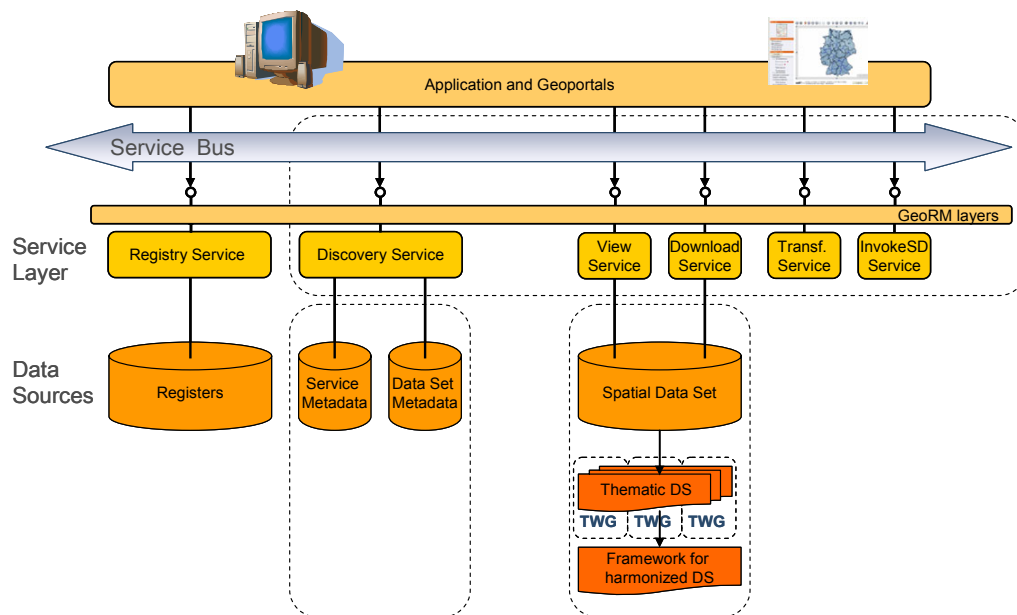 Application and Geoportals
Service Bus
GeoRM layers
Service
Layer
Registry Service
Discovery Service
View
Service
Download
Service
Transf.
Service
InvokeSD
Service
Data
Sources
Registers
Service
Metadata
Data Set
Metadata
Spatial Data Set
Thematic DS
TWG
TWG
TWG
Framework for
harmonized DS